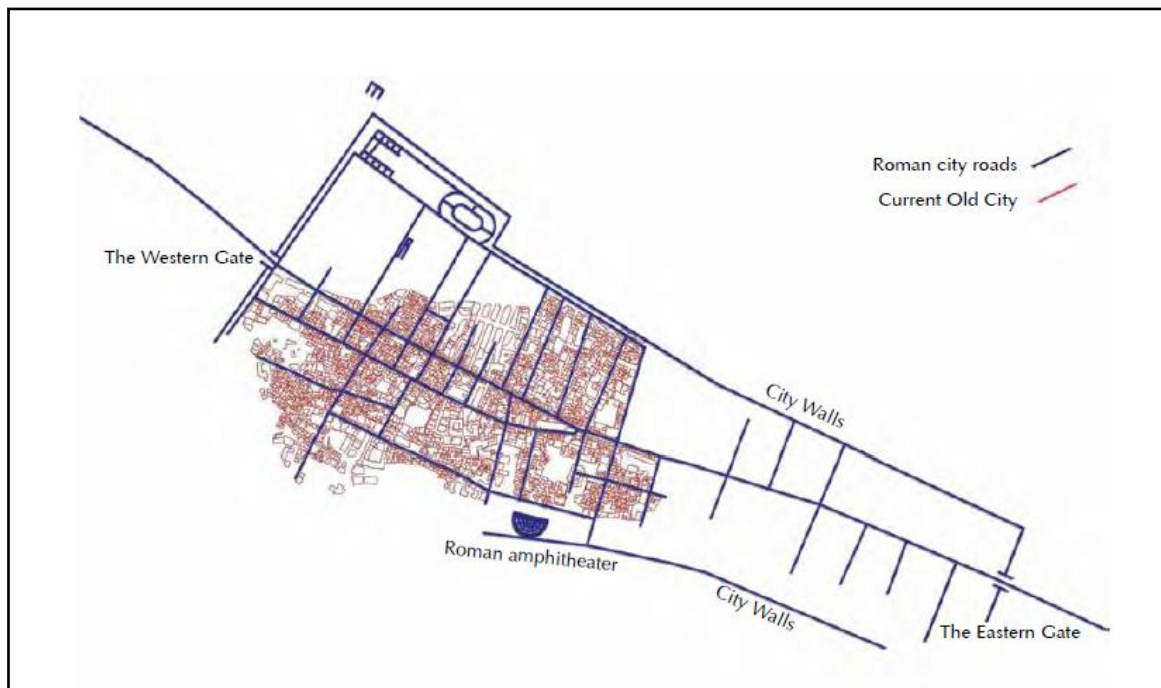 Roman city roads
Current Old City
The Western Gate
City Walls
Roman amphitheater
City Walls
The Eastern Gate